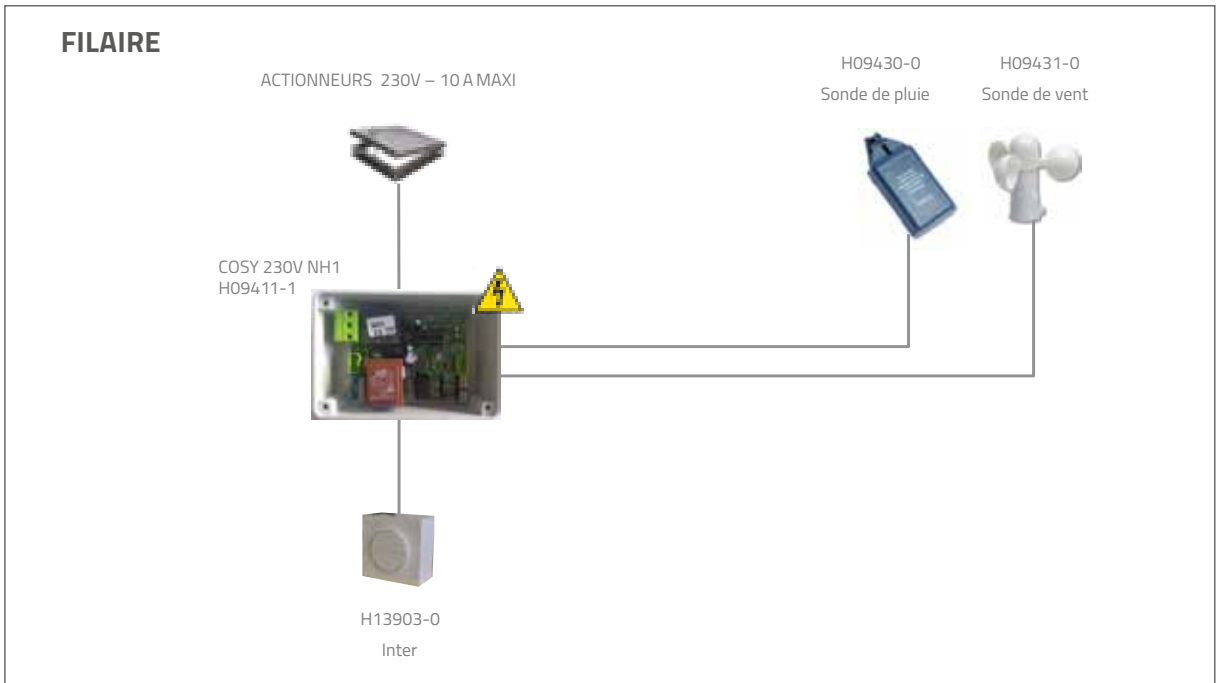 FILAIRE
ACTIONNEURS 230V – 10 A MAXI
H09430-0
Sonde de pluie
H09431-0
Sonde de vent
COSY 230V NH1
H09411-1
H13903-0
Inter